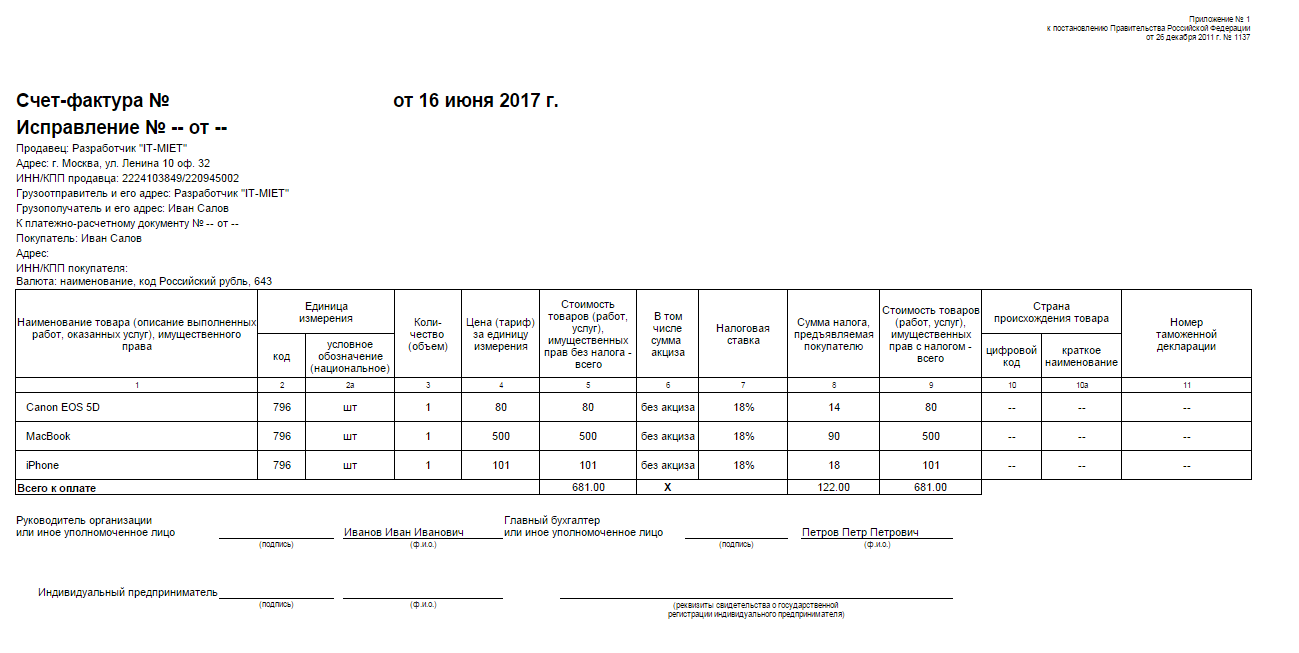 Приложение № 1
к постановлению Правительства Российской Федерации
от 26 декабря 2011 г. № 1137
Счет-фактура № от 16 июня 2017 г.
Исправление № -- от --
Продавец: Разработчик "IT-MIET"
Адрес: г. Москва, ул. Ленина 10 оф. 32
ИНН/КПП продавца: 2224103849/220945002
Грузоотправитель и его адрес: Разработчик "IT-MIET"
Грузополучатель и его адрес: Иван Салов
К платежно-расчетному документу № -- от --
Покупатель: Иван Салов
Адрес:
ИНН/КПП покупателя:
Валюта: наименование, код Российский рубль, 643
Наименование товара (описание выполненных
работ, оказанных услуг), имущественного
права
Единица
измерения
код
условное
обозначение
(национальное)
Коли-
чество
(объем)
Цена (тариф)
за единицу
измерения
Стоимость
товаров (работ,
услуг),
имущественных
прав без налога -
всего
В том
числе
сумма
акциза
Налоговая
ставка
Сумма налога,
предъявляемая
покупателю
Стоимость товаров
(работ, услуг),
имущественных
прав с налогом -
всего
Страна
происхождения товара
цифровой
код
краткое
наименование
Номер
таможенной
декларации
1 2 2а 3 4 5 6 7 8 9 10 10а 11
Canon EOS 5D 796 шт 1 80 80 без акциза 18% 14 80 -- -- --
MacBook 796 шт 1 500 500 без акциза 18% 90 500 -- -- --
iPhone 796 шт 1 101 101 без акциза 18% 18 101 -- -- --
Всего к оплате 681.00 X 122.00 681.00
Руководитель организации
или иное уполномоченное лицо
Иванов Иван Иванович
(подпись) (ф.и.о.)
Главный бухгалтер
или иное уполномоченное лицо
Петров Петр Петрович
(подпись) (ф.и.о.)
Индивидуальный предприниматель
(подпись) (ф.и.о.)
(реквизиты свидетельства о государственной
регистрации индивидуального предпринимателя)